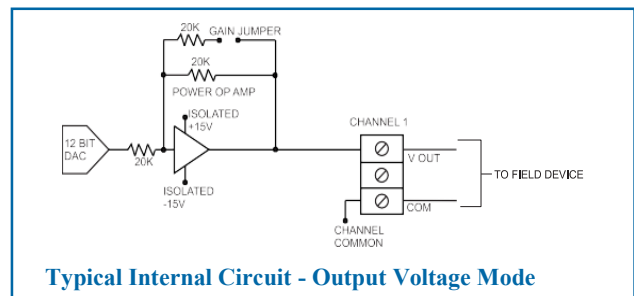 20K
GAIN JUMPER
20K
POWER OP AMP
ISOLATED
+15V
12 BIT
DAC
20K
ISOLATED
-15V
CHANNEL 1
V OUT
COM
TO FIELD DEVICE
CHANNEL
COMMON
Typical Internal Circuit - Output Voltage Mode